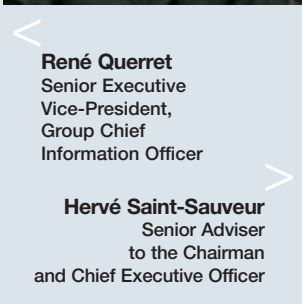 <
René Querret
Senior Executive
Vice-President,
Group Chief
Information Officer
>
Hervé Saint-Sauveur
Senior Adviser
to the Chairman
and Chief Executive Officer